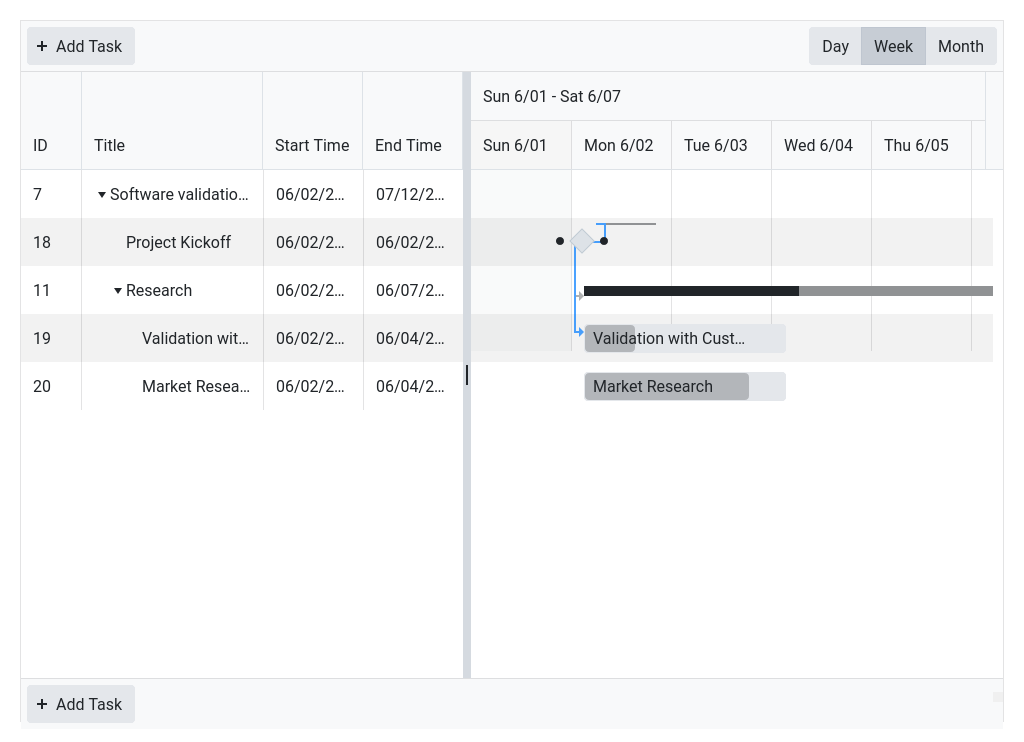 + Add Task
Day Week Month
Sun 6/01 - Sat 6/07
ID Title Start Time End Time Sun 6/01 Mon 6/02 Tue 6/03 Wed 6/04 Thu 6/05
7 Software validatio... 06/02/2... 07/12/2...
18 Project Kickoff 06/02/2... 06/02/2...
11 Research 06/02/2... 06/07/2...
19 Validation wit... 06/02/2... 06/04/2... Validation with Cust...
20 Market Resea... 06/02/2... 06/04/2... Market Research
+ Add Task